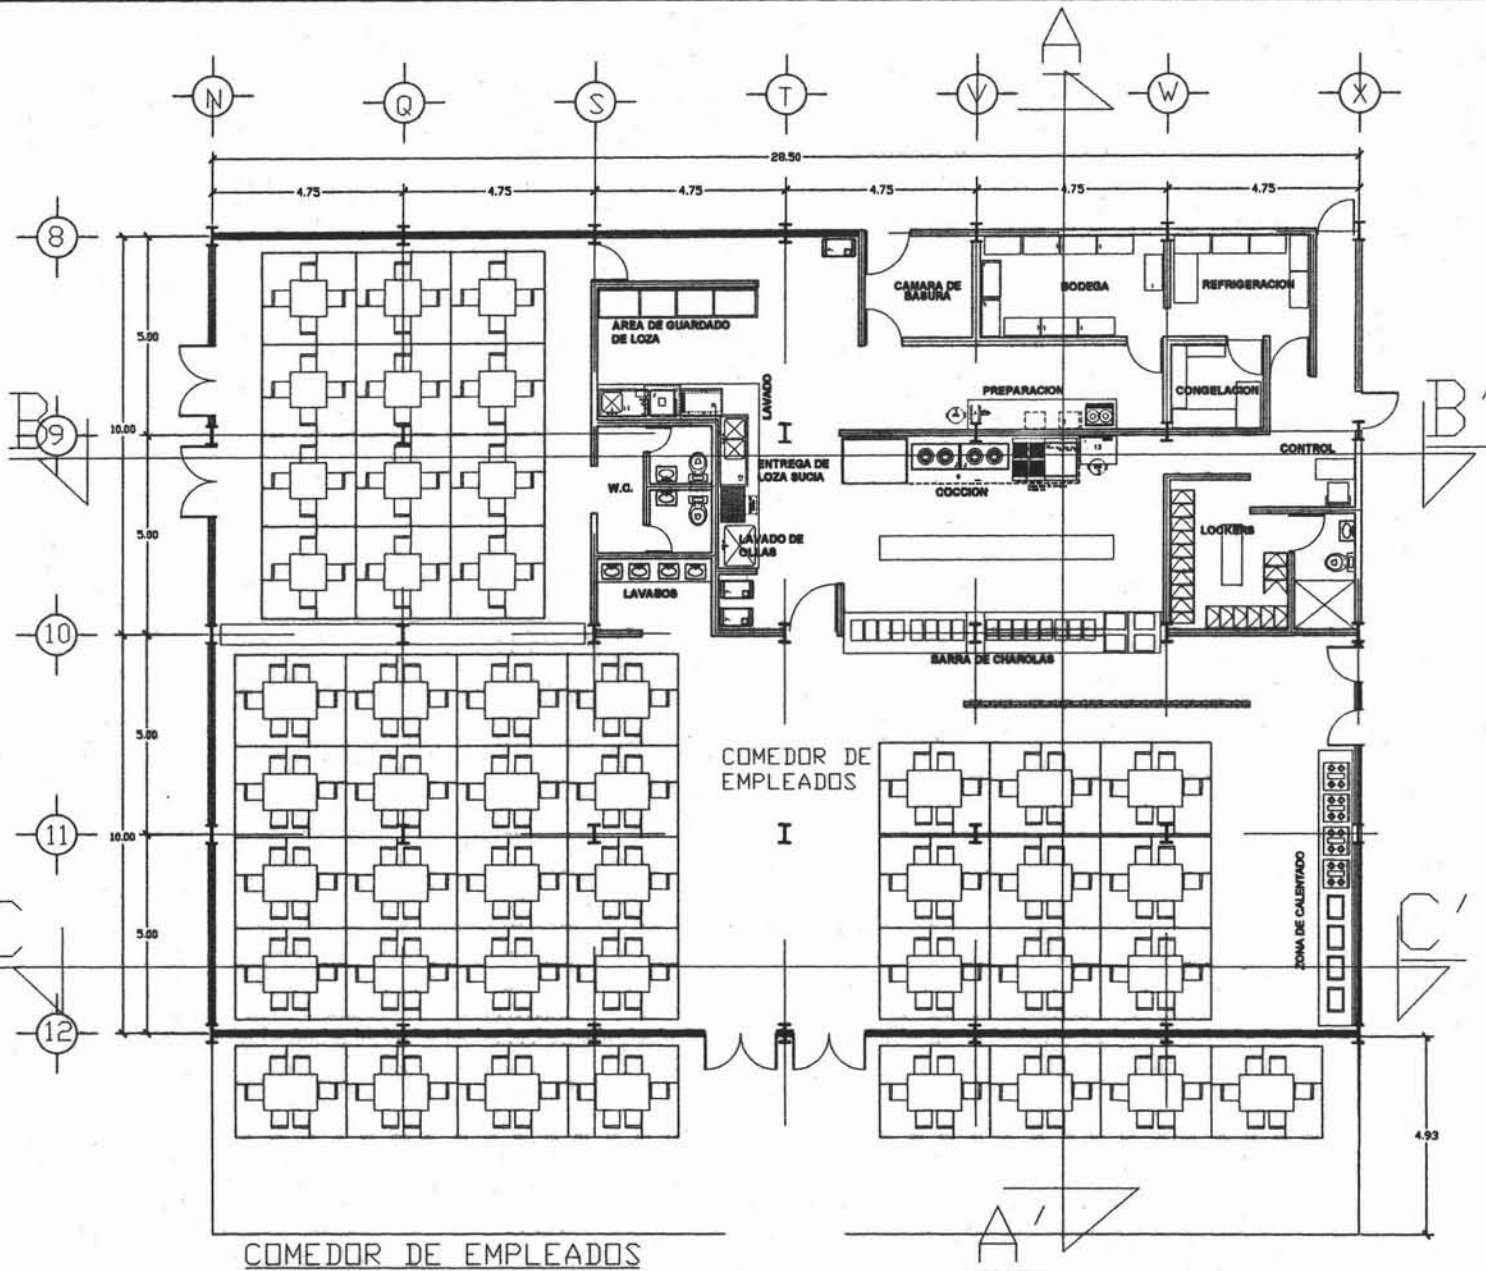 A
N
Q
S
T
V
W
X
28.50
4.75
4.75
4.75
4.75
4.75
4.75
8
CAMARA DE
BASURA
BODEGA
REFRIGERACION
AREA DE GUARDADO
DE LOZA
5.00
LAVADO
PREPARACION
CONGELACION
B
B'
9
10.00
CONTROL
ENTREGA DE
LOZA SUCIA
W.C.
COCCION
5.00
LAVADO DE
OLLAS
LOCKERS
LAVABOS
10
BARRA DE CHAROLAS
5.00
COMEDOR DE
EMPLEADOS
11
10.00
ZONA DE CALENTADO
5.00
C
C'
12
4.93
A'
COMEDOR DE EMPLEADOS